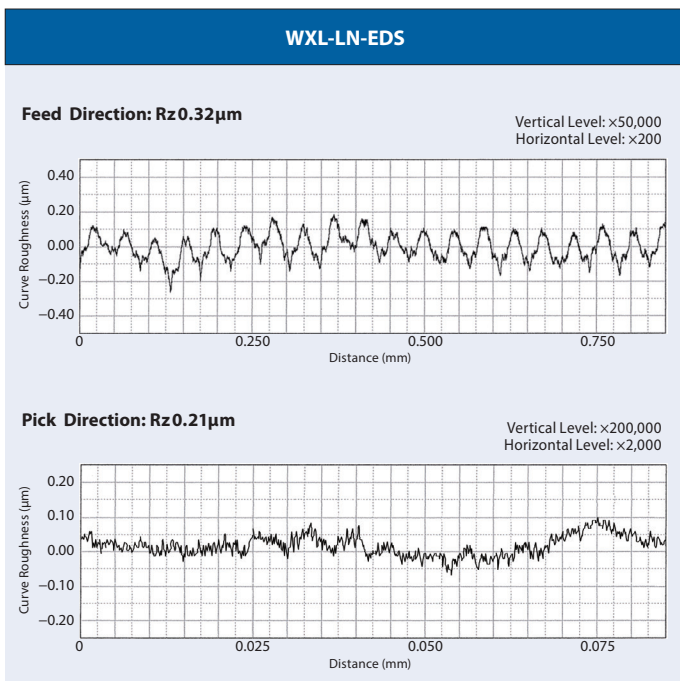 WXL-LN-EDS
Feed Direction: Rz0.32μm
Vertical Level: ×50,000
Horizontal Level: ×200
Curve Roughness (μm)
0.40
0.20
0.00
−0.20
−0.40
0 0.250 0.500 0.750
Distance (mm)
Pick Direction: Rz0.21μm
Vertical Level: ×200,000
Horizontal Level: ×2,000
Curve Roughness (μm)
0.20
0.10
0.00
−0.10
−0.20
0 0.025 0.050 0.075
Distance (mm)